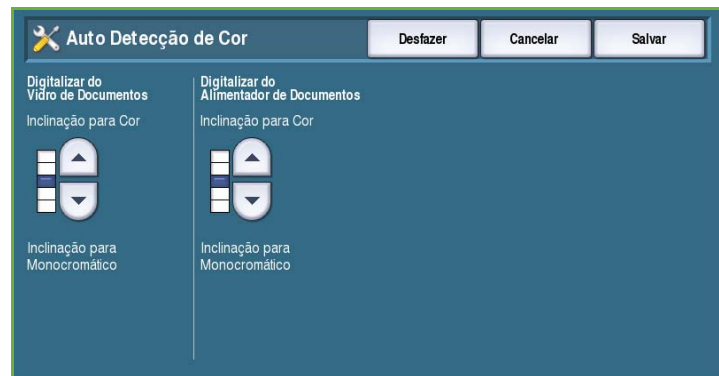 Auto Detecção de Cor
Desfazer
Cancelar
Salvar
Digitalizar do
Vidro de Documentos
Inclinação para Cor
Inclinação para
Monocromático
Digitalizar do
Alimentador de Documentos
Inclinação para Cor
Inclinação para
Monocromático